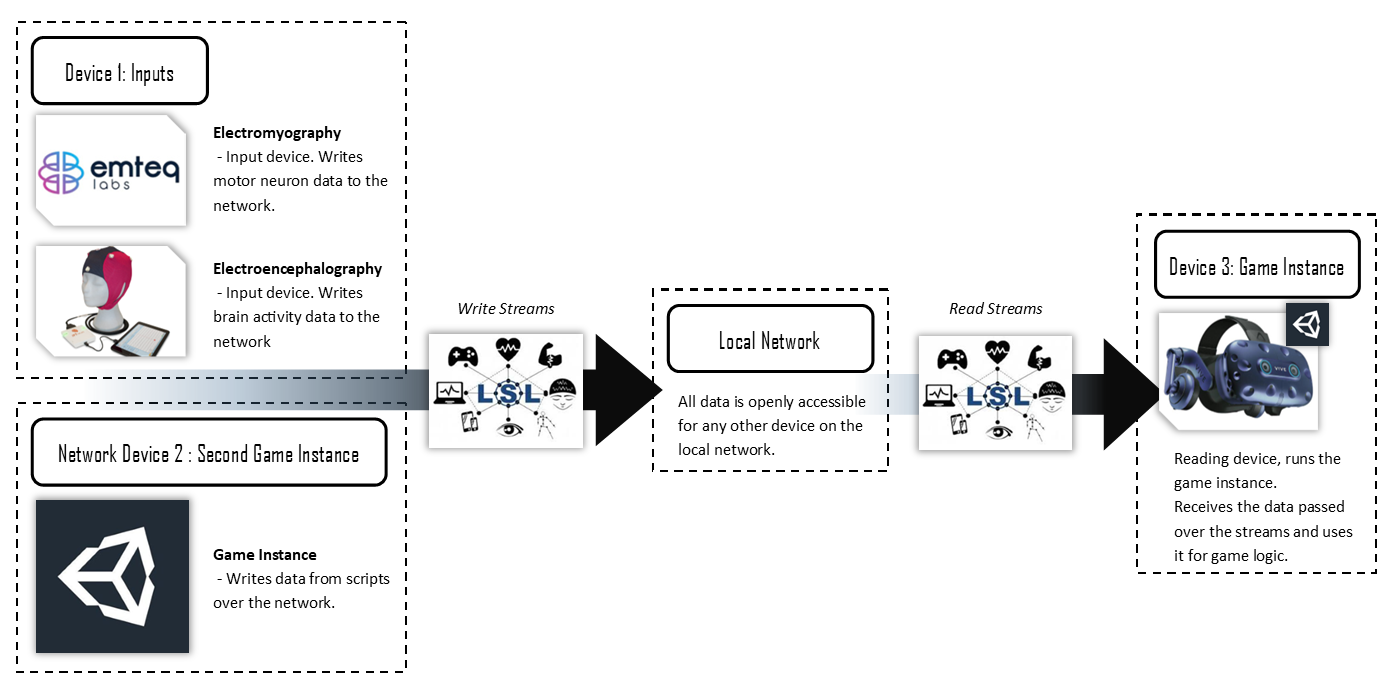 Device 1: Inputs
emteq
labs
Electromyography
- Input device. Writes
motor neuron data to the
network.
Electroencephalography
- Input device. Writes
brain activity data to the
network
Network Device 2 : Second Game Instance
Game Instance
- Writes data from scripts
over the network.
Write Streams
LSL
Local Network
All data is openly accessible
for any other device on the
local network.
Read Streams
LSL
Device 3: Game Instance
VIVE
Reading device, runs the
game instance.
Receives the data passed
over the streams and uses
it for game logic.